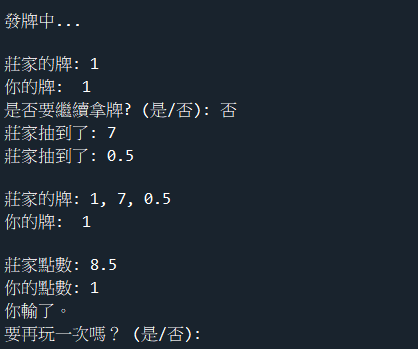 發牌中...
莊家的牌: 1
你的牌:  1
是否要繼續拿牌? (是/否): 否
莊家抽到了: 7
莊家抽到了: 0.5
莊家的牌: 1, 7, 0.5
你的牌:  1
莊家點數: 8.5
你的點數: 1
你輸了。
要再玩一次嗎？ (是/否):